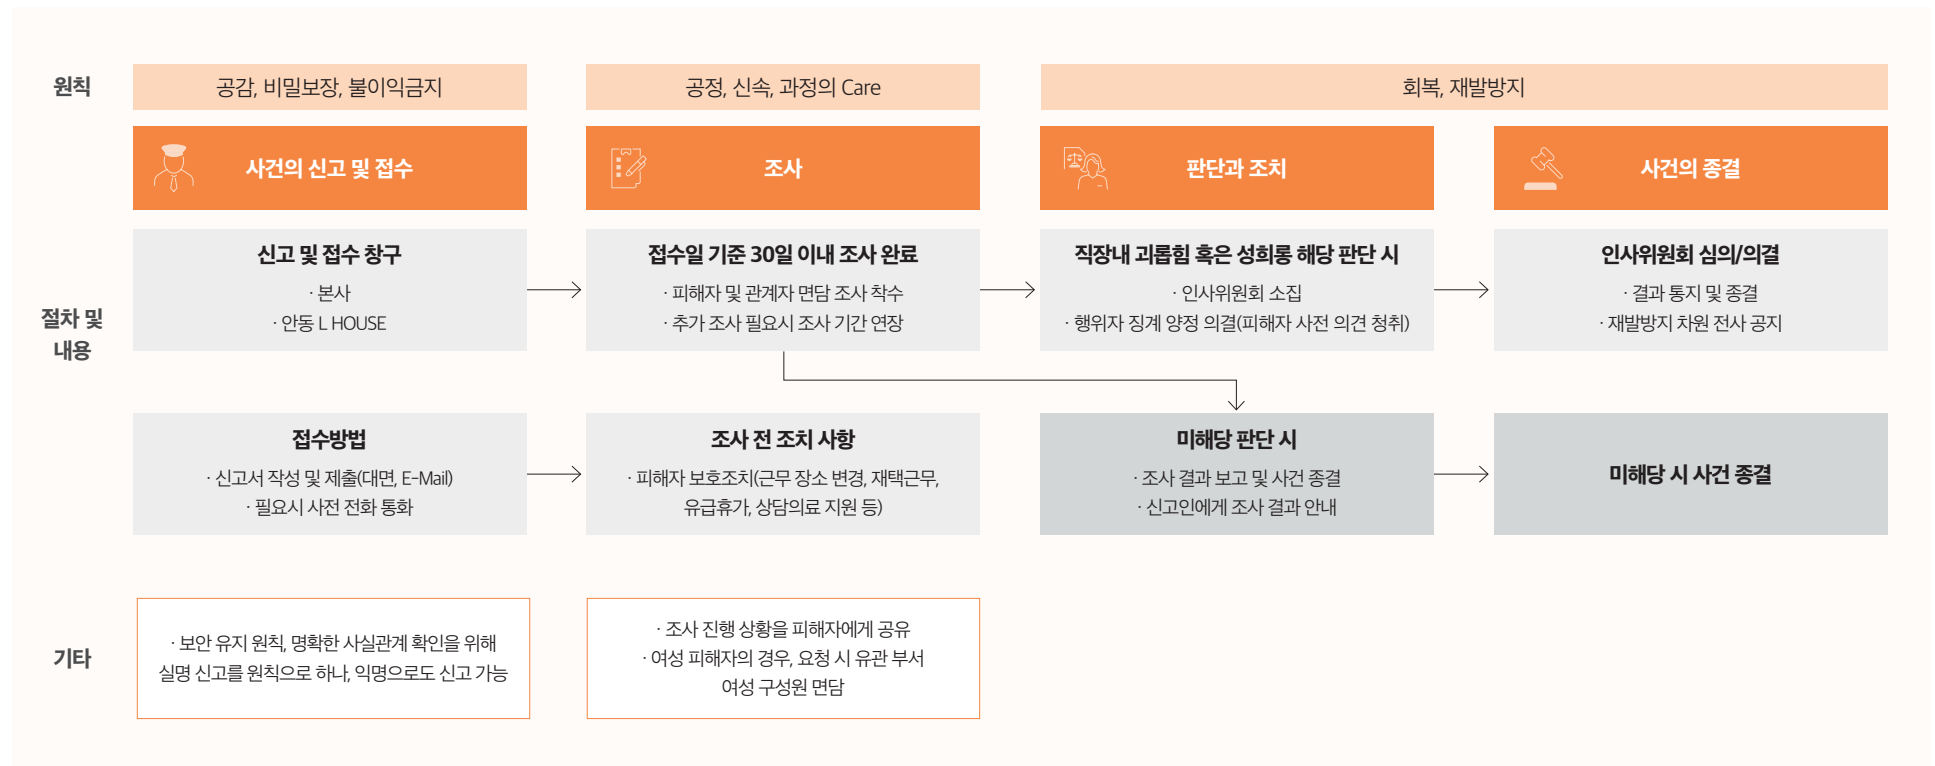 원칙
공감, 비밀보장, 불이익금지
공정, 신속, 과정의 Care
회복, 재발방지
사건의 신고 및 접수
조사
판단과 조치
사건의 종결
절차 및
내용
신고 및 접수 창구
· 본사
· 안동 L HOUSE
접수일 기준 30일 이내 조사 완료
· 피해자 및 관계자 면담 조사 착수
· 추가 조사 필요시 조사 기간 연장
직장내 괴롭힘 혹은 성희롱 해당 판단 시
· 인사위원회 소집
· 행위자 징계 양정 의결(피해자 사전 의견 청취)
인사위원회 심의/의결
· 결과 통지 및 종결
· 재발방지 차원 전사 공지
접수방법
· 신고서 작성 및 제출(대면, E-Mail)
· 필요시 사전 전화 통화
조사 전 조치 사항
· 피해자 보호조치(근무 장소 변경, 재택근무,
유급휴가, 상담의료 지원 등)
미해당 판단 시
· 조사 결과 보고 및 사건 종결
· 신고인에게 조사 결과 안내
미해당 시 사건 종결
기타
· 보안 유지 원칙, 명확한 사실관계 확인을 위해
실명 신고를 원칙으로 하나, 익명으로도 신고 가능
· 조사 진행 상황을 피해자에게 공유
· 여성 피해자의 경우, 요청 시 유관 부서
여성 구성원 면담